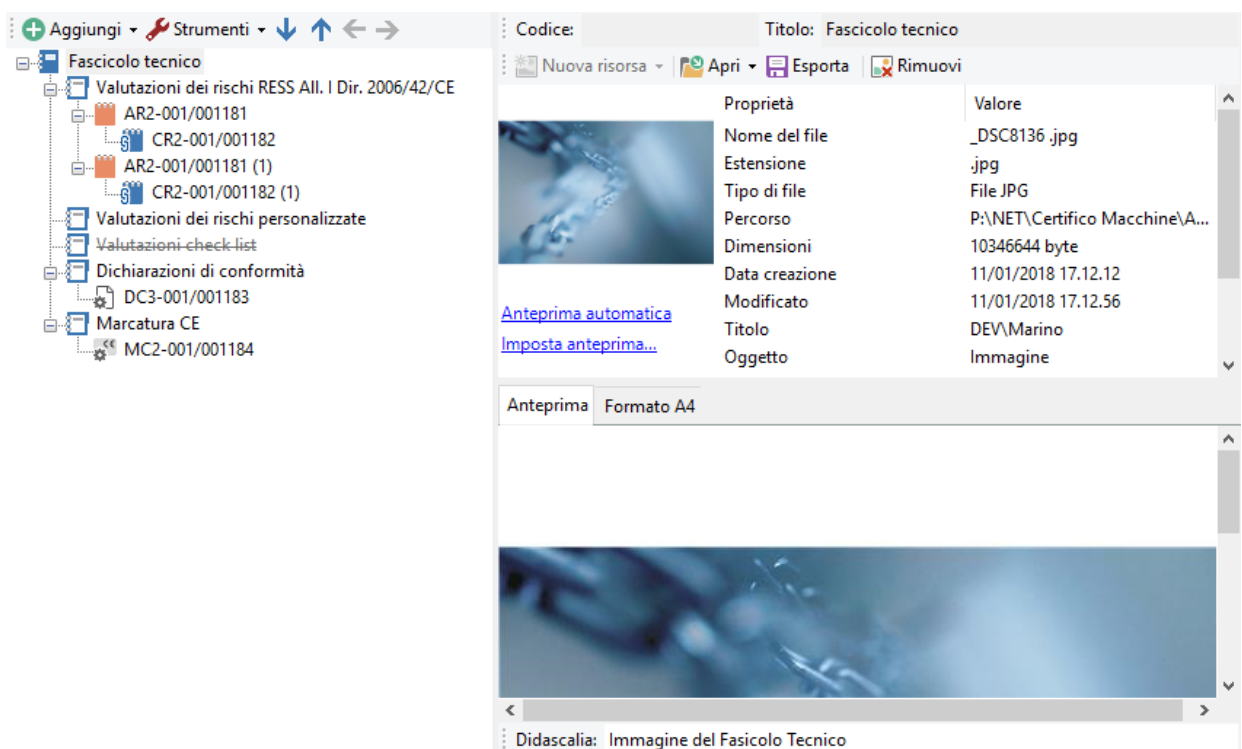 Aggiungi Strumenti
Fascicolo tecnico
Valutazioni dei rischi RESS All. I Dir. 2006/42/CE
AR2-001/001181
CR2-001/001182
AR2-001/001181 (1)
CR2-001/001182 (1)
Valutazioni dei rischi personalizzate
Valutazioni check list
Dichiarazioni di conformità
DC3-001/001183
Marcatura CE
MC2-001/001184
Codice: Titolo: Fascicolo tecnico
Nuova risorsa Apri Esporta Rimuovi
Proprietà Valore
Nome del file _DSC8136 .jpg
Estensione .jpg
Tipo di file File JPG
Percorso P:\NET\Certifico Macchine\A...
Dimensioni 10346644 byte
Data creazione 11/01/2018 17.12.12
Modificato 11/01/2018 17.12.56
Titolo DEV\Marino
Oggetto Immagine
Anteprima automatica
Imposta anteprima...
Anteprima Formato A4
Didascalia: Immagine del Fasicolo Tecnico